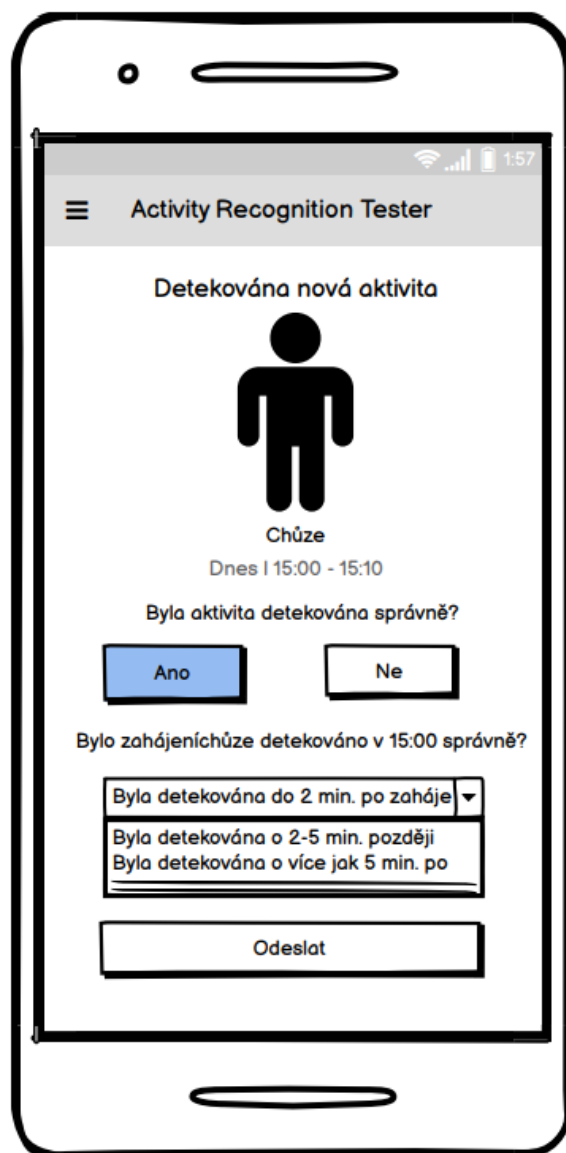 1:57
Activity Recognition Tester
Detekována nová aktivita
Chůze
Dnes | 15:00 - 15:10
Byla aktivita detekována správně?
Ano
Ne
Bylo zahájeníchůze detekováno v 15:00 správně?
Byla detekována do 2 min. po zaháje
Byla detekována o 2-5 min. později
Byla detekována o více jak 5 min. po
Odeslat